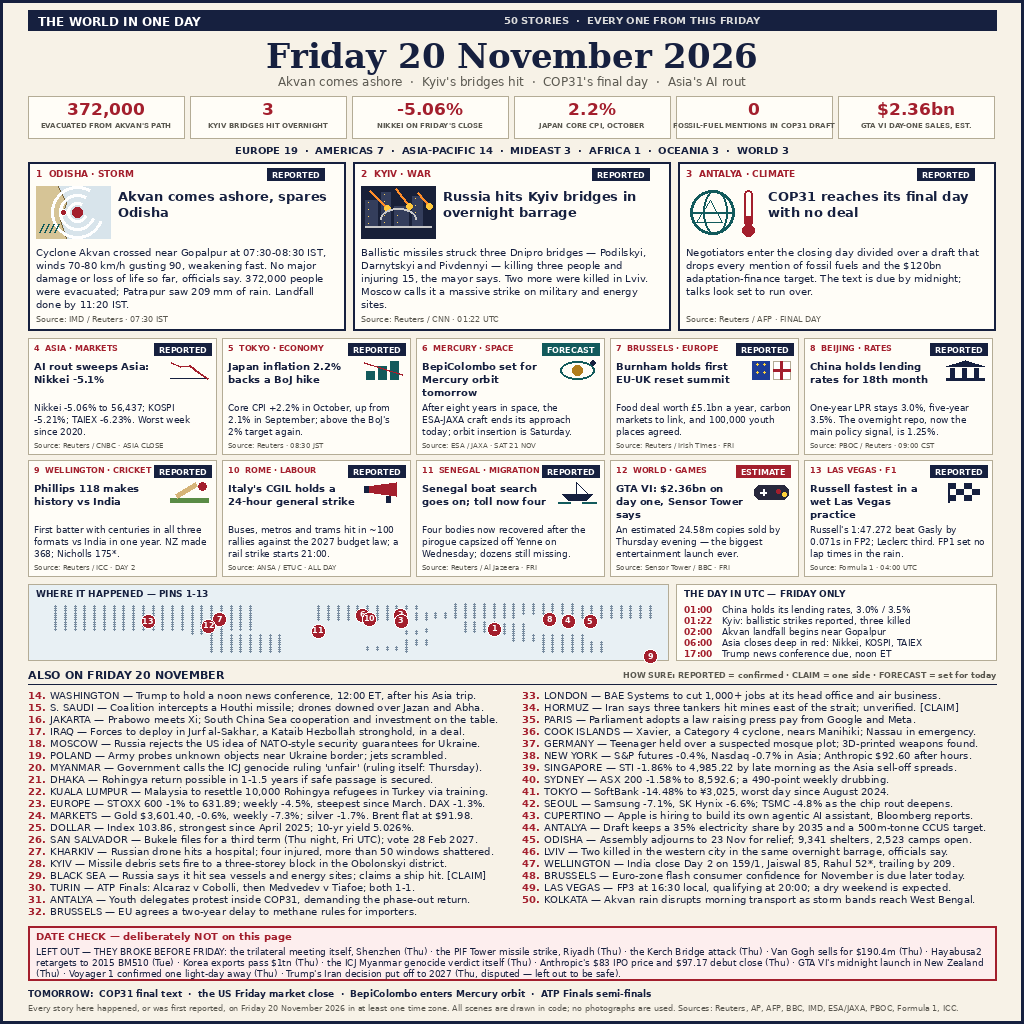 THE WORLD IN ONE DAY
50 STORIES · EVERY ONE FROM THIS FRIDAY
Friday 20 November 2026
Akvan comes ashore · Kyiv's bridges hit · COP31's final day · Asia's AI rout
372,000
EVACUATED FROM AKVAN'S PATH
3
KYIV BRIDGES HIT OVERNIGHT
-5.06%
NIKKEI ON FRIDAY'S CLOSE
2.2%
JAPAN CORE CPI, OCTOBER
0
FOSSIL-FUEL MENTIONS IN COP31 DRAFT
$2.36bn
GTA VI DAY-ONE SALES, EST.
EUROPE 19 · AMERICAS 7 · ASIA-PACIFIC 14 · MIDEAST 3 · AFRICA 1 · OCEANIA 3 · WORLD 3
1 ODISHA · STORM
REPORTED
Akvan comes ashore, spares
Odisha
Cyclone Akvan crossed near Gopalpur at 07:30-08:30 IST,
winds 70-80 km/h gusting 90, weakening fast. No major
damage or loss of life so far, officials say. 372,000 people
were evacuated; Patrapur saw 209 mm of rain. Landfall
done by 11:20 IST.
Source: IMD / Reuters · 07:30 IST
2 KYIV · WAR
REPORTED
Russia hits Kyiv bridges in
overnight barrage
Ballistic missiles struck three Dnipro bridges — Podilskyi,
Darnytskyi and Pivdennyi — killing three people and
injuring 15, the mayor says. Two more were killed in Lviv.
Moscow calls it a massive strike on military and energy
sites.
Source: Reuters / CNN · 01:22 UTC
3 ANTALYA · CLIMATE
REPORTED
COP31 reaches its final day
with no deal
Negotiators enter the closing day divided over a draft that
drops every mention of fossil fuels and the $120bn
adaptation-finance target. The text is due by midnight;
talks look set to run over.
Source: Reuters / AFP · FINAL DAY
4 ASIA · MARKETS
REPORTED
AI rout sweeps Asia:
Nikkei -5.1%
Nikkei -5.06% to 56,437; KOSPI
-5.21%; TAIEX -6.23%. Worst week
since 2020.
Source: Reuters / CNBC · ASIA CLOSE
5 TOKYO · ECONOMY
REPORTED
Japan inflation 2.2%
backs a BoJ hike
Core CPI +2.2% in October, up from
2.1% in September; above the BoJ's
2% target again.
Source: Reuters · 08:30 JST
6 MERCURY · SPACE
FORECAST
BepiColombo set for
Mercury orbit
tomorrow
After eight years in space, the
ESA-JAXA craft ends its approach
today; orbit insertion is Saturday.
Source: ESA / JAXA · SAT 21 NOV
7 BRUSSELS · EUROPE
REPORTED
Burnham holds first
EU-UK reset summit
Food deal worth £5.1bn a year, carbon
markets to link, and 100,000 youth
places agreed.
Source: Reuters / Irish Times · FRI
8 BEIJING · RATES
REPORTED
China holds lending
rates for 18th month
One-year LPR stays 3.0%, five-year
3.5%. The overnight repo, now the
main policy signal, is 1.25%.
Source: PBOC / Reuters · 09:00 CST
9 WELLINGTON · CRICKET
REPORTED
Phillips 118 makes
history vs India
First batter with centuries in all three
formats vs India in one year. NZ made
368; Nicholls 175*.
Source: Reuters / ICC · DAY 2
10 ROME · LABOUR
REPORTED
Italy's CGIL holds a
24-hour general strike
Buses, metros and trams hit in ~100
rallies against the 2027 budget law; a
rail strike starts 21:00.
Source: ANSA / ETUC · ALL DAY
11 SENEGAL · MIGRATION
REPORTED
Senegal boat search
goes on; toll now four
Four bodies now recovered after the
pirogue capsized off Yenne on
Wednesday; dozens still missing.
Source: Reuters / Al Jazeera · FRI
12 WORLD · GAMES
ESTIMATE
GTA VI: $2.36bn on
day one, Sensor Tower
says
An estimated 24.58m copies sold by
Thursday evening — the biggest
entertainment launch ever.
Source: Sensor Tower / BBC · FRI
13 LAS VEGAS · F1
REPORTED
Russell fastest in a
wet Las Vegas
practice
Russell's 1:47.272 beat Gasly by
0.071s in FP2; Leclerc third. FP1 set no
lap times in the rain.
Source: Formula 1 · 04:00 UTC
WHERE IT HAPPENED — PINS 1-13
13
12
7
11
10
3
1
8
4
5
9
THE DAY IN UTC — FRIDAY ONLY
01:00 China holds its lending rates, 3.0% / 3.5%
01:22 Kyiv: ballistic strikes reported, three killed
02:00 Akvan landfall begins near Gopalpur
06:00 Asia closes deep in red: Nikkei, KOSPI, TAIEX
17:00 Trump news conference due, noon ET
ALSO ON FRIDAY 20 NOVEMBER
HOW SURE: REPORTED = confirmed · CLAIM = one side · FORECAST = set for today
14. WASHINGTON — Trump to hold a noon news conference, 12:00 ET, after his Asia trip.
15. S. SAUDI — Coalition intercepts a Houthi missile; drones downed over Jazan and Abha.
16. JAKARTA — Prabowo meets Xi; South China Sea cooperation and investment on the table.
17. IRAQ — Forces to deploy in Jurf al-Sakhar, a Kataib Hezbollah stronghold, in a deal.
18. MOSCOW — Russia rejects the US idea of NATO-style security guarantees for Ukraine.
19. POLAND — Army probes unknown objects near Ukraine border; jets scrambled.
20. MYANMAR — Government calls the ICJ genocide ruling 'unfair' (ruling itself: Thursday).
21. DHAKA — Rohingya return possible in 1-1.5 years if safe passage is secured.
22. KUALA LUMPUR — Malaysia to resettle 10,000 Rohingya refugees in Turkey via training.
23. EUROPE — STOXX 600 -1% to 631.89; weekly -4.5%, steepest since March. DAX -1.3%.
24. MARKETS — Gold $3,601.40, -0.6%, weekly -7.3%; silver -1.7%. Brent flat at $91.98.
25. DOLLAR — Index 103.86, strongest since April 2025; 10-yr yield 5.026%.
26. SAN SALVADOR — Bukele files for a third term (Thu night, Fri UTC); vote 28 Feb 2027.
27. KHARKIV — Russian drone hits a hospital; four injured, more than 50 windows shattered.
28. KYIV — Missile debris sets fire to a three-storey block in the Obolonskyi district.
29. BLACK SEA — Russia says it hit sea vessels and energy sites; claims a ship hit. [CLAIM]
30. TURIN — ATP Finals: Alcaraz v Cobolli, then Medvedev v Tiafoe; both 1-1.
31. ANTALYA — Youth delegates protest inside COP31, demanding the phase-out return.
32. BRUSSELS — EU agrees a two-year delay to methane rules for importers.
33. LONDON — BAE Systems to cut 1,000+ jobs at its head office and air business.
34. HORMUZ — Iran says three tankers hit mines east of the strait; unverified. [CLAIM]
35. PARIS — Parliament adopts a law raising press pay from Google and Meta.
36. COOK ISLANDS — Xavier, a Category 4 cyclone, nears Manihiki; Nassau in emergency.
37. GERMANY — Teenager held over a suspected mosque plot; 3D-printed weapons found.
38. NEW YORK — S&P futures -0.4%, Nasdaq -0.7% in Asia; Anthropic $92.60 after hours.
39. SINGAPORE — STI -1.86% to 4,985.22 by late morning as the Asia sell-off spreads.
40. SYDNEY — ASX 200 -1.58% to 8,592.6; a 490-point weekly drubbing.
41. TOKYO — SoftBank -14.48% to ¥3,025, worst day since August 2024.
42. SEOUL — Samsung -7.1%, SK Hynix -6.6%; TSMC -4.8% as the chip rout deepens.
43. CUPERTINO — Apple is hiring to build its own agentic AI assistant, Bloomberg reports.
44. ANTALYA — Draft keeps a 35% electricity share by 2035 and a 500m-tonne CCUS target.
45. ODISHA — Assembly adjourns to 23 Nov for relief; 9,341 shelters, 2,523 camps open.
46. LVIV — Two killed in the western city in the same overnight barrage, officials say.
47. WELLINGTON — India close Day 2 on 159/1, Jaiswal 85, Rahul 52*, trailing by 209.
48. BRUSSELS — Euro-zone flash consumer confidence for November is due later today.
49. LAS VEGAS — FP3 at 16:30 local, qualifying at 20:00; a dry weekend is expected.
50. KOLKATA — Akvan rain disrupts morning transport as storm bands reach West Bengal.
DATE CHECK — deliberately NOT on this page
LEFT OUT — THEY BROKE BEFORE FRIDAY: the trilateral meeting itself, Shenzhen (Thu) · the PIF Tower missile strike, Riyadh (Thu) · the Kerch Bridge attack (Thu) · Van Gogh sells for $190.4m (Thu) · Hayabusa2
retargets to 2015 BM510 (Tue) · Korea exports pass $1tn (Thu) · the ICJ Myanmar genocide verdict itself (Thu) · Anthropic's $83 IPO price and $97.17 debut close (Thu) · GTA VI's midnight launch in New Zealand
(Thu) · Voyager 1 confirmed one light-day away (Thu) · Trump's Iran decision put off to 2027 (Thu, disputed — left out to be safe).
TOMORROW: COP31 final text · the US Friday market close · BepiColombo enters Mercury orbit · ATP Finals semi-finals
Every story here happened, or was first reported, on Friday 20 November 2026 in at least one time zone. All scenes are drawn in code; no photographs are used. Sources: Reuters, AP, AFP, BBC, IMD, ESA/JAXA, PBOC, Formula 1, ICC.